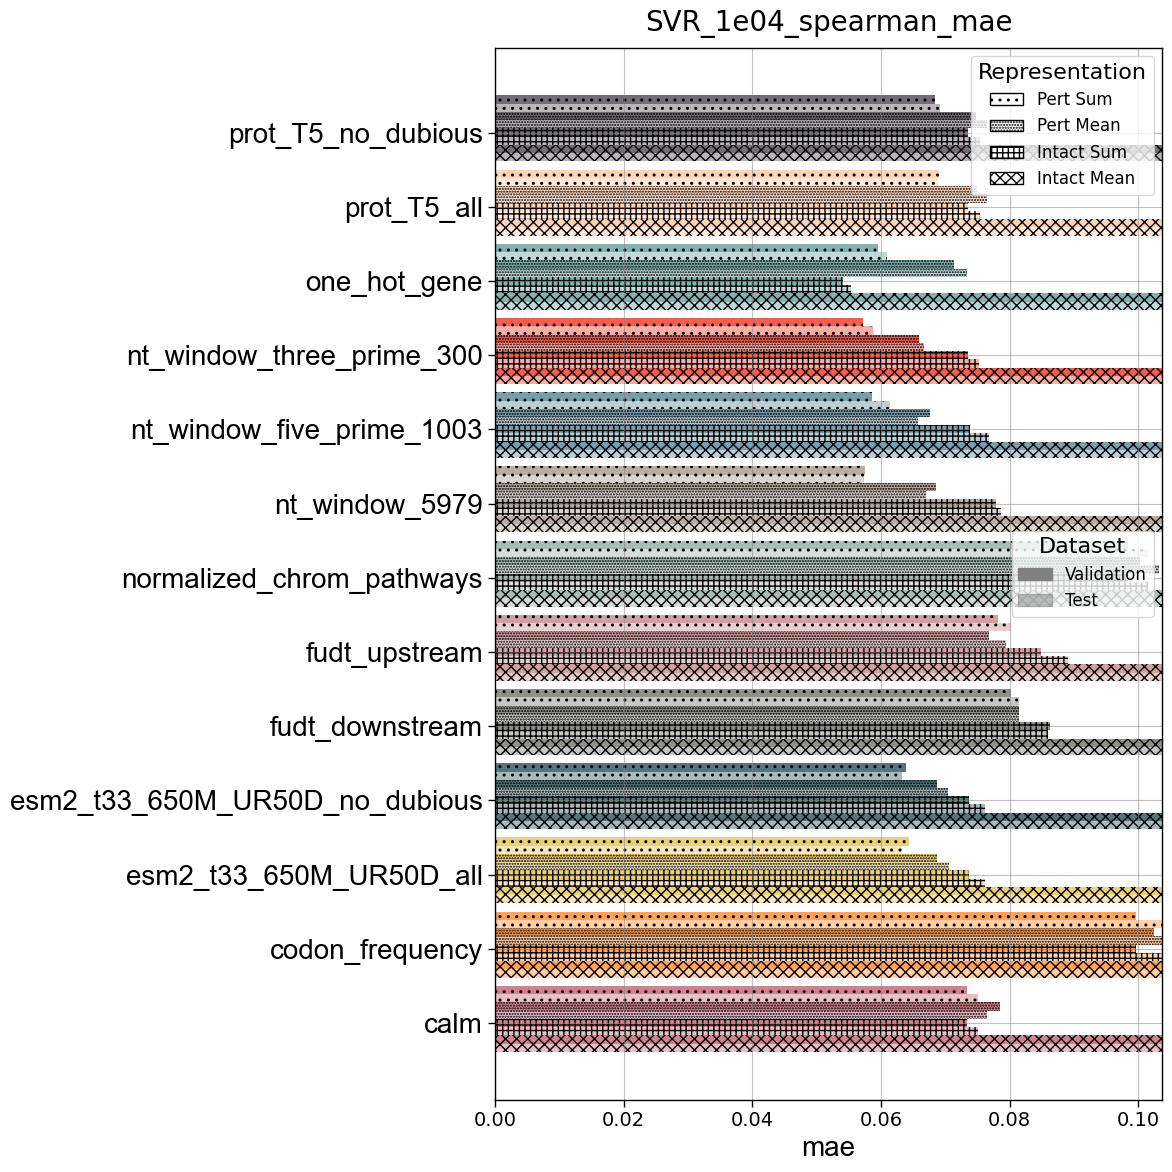 SVR_1e04_spearman_mae
Representation
Pert Sum
Pert Mean
Intact Sum
Intact Mean
prot_T5_no_dubious
prot_T5_all
one_hot_gene
nt_window_three_prime_300
nt_window_five_prime_1003
nt_window_5979
Dataset
Validation
Test
normalized_chrom_pathways
fudt_upstream
fudt_downstream
esm2_t33_650M_UR50D_no_dubious
esm2_t33_650M_UR50D_all
codon_frequency
calm
0.00 0.02 0.04 0.06 0.08 0.10
mae